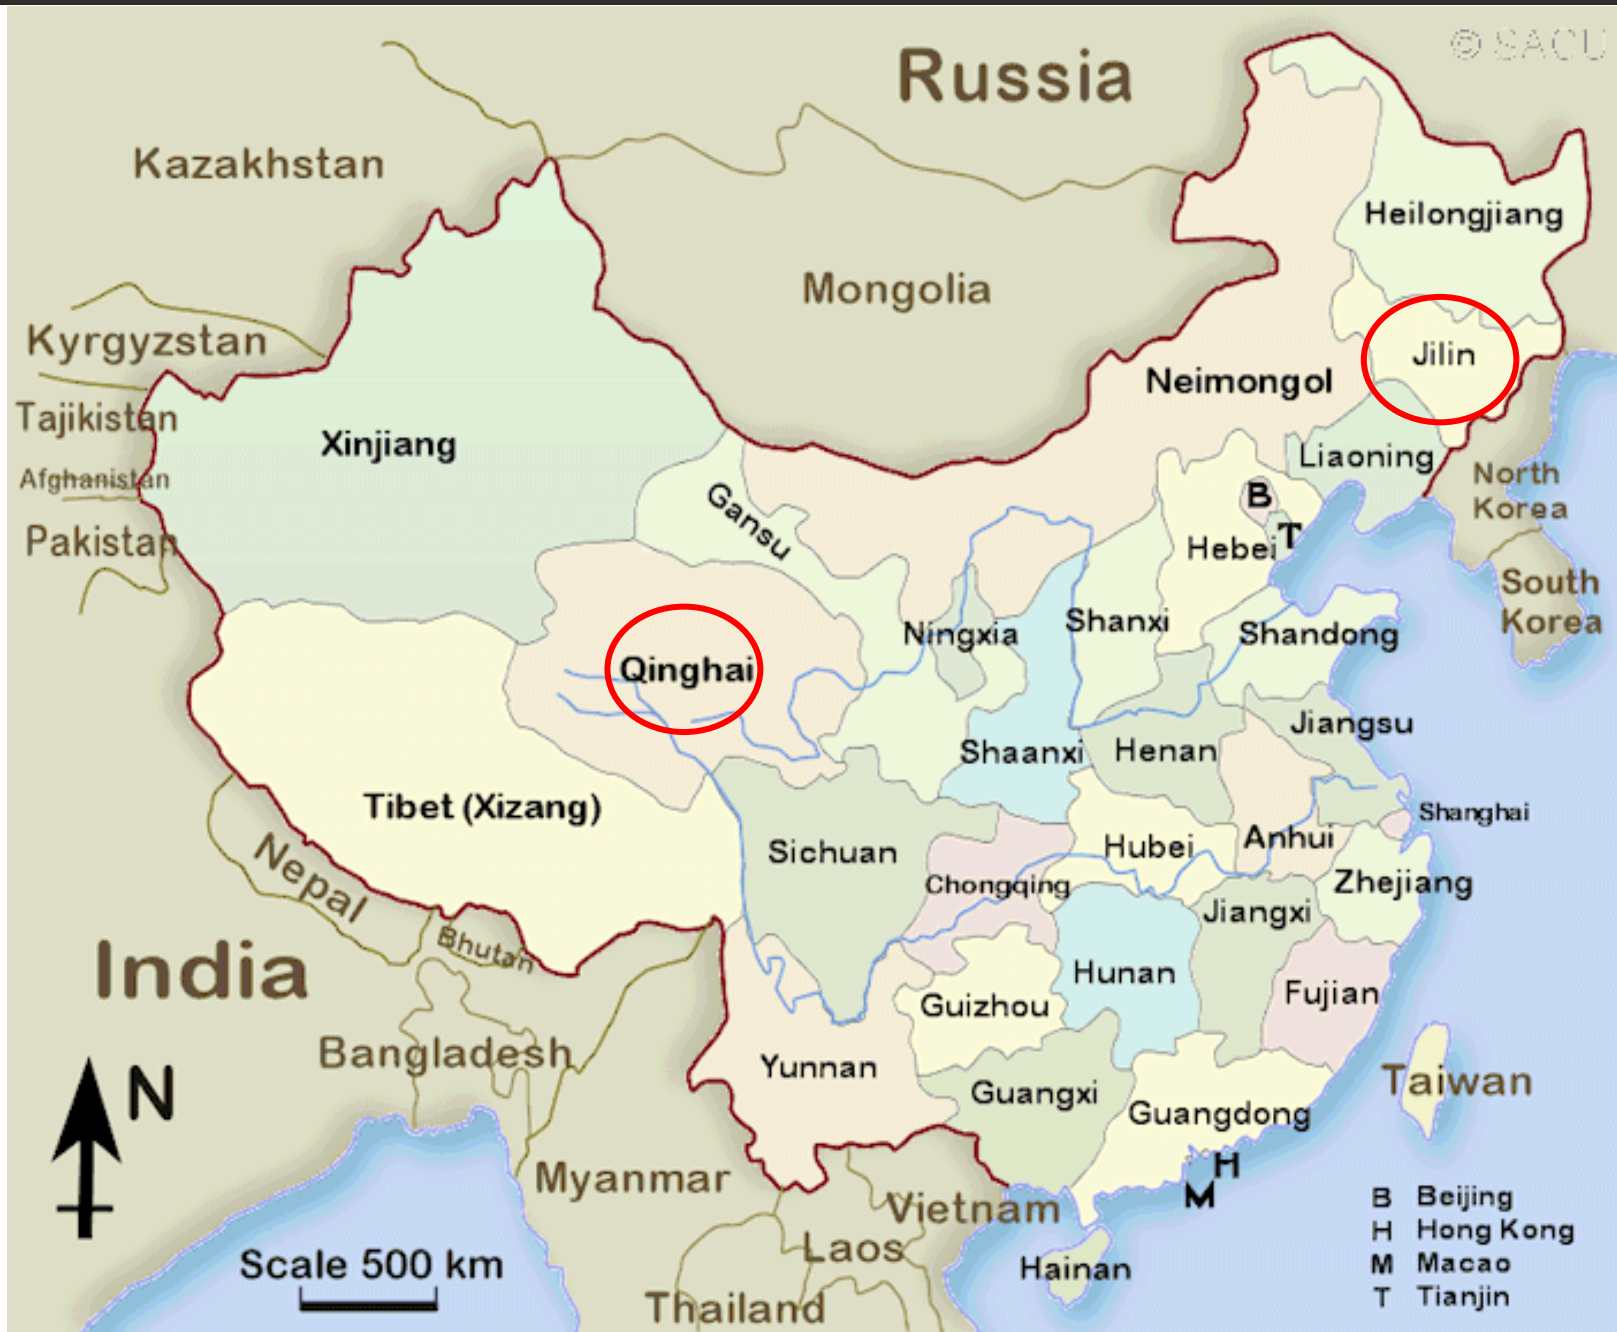 © SACU
Russia
Kazakhstan
Heilongjiang
Mongolia
Kyrgyzstan
Jilin
Neimongol
Tajikistan
Xinjiang
Liaoning
Afghanistan
North
Korea
Gansu
B
T
Pakistan
Hebei
South
Korea
Shanxi
Ningxia
Shandong
Qinghai
Jiangsu
Shaanxi
Henan
Tibet (Xizang)
Shanghai
Sichuan
Hubei
Anhui
Nepal
Chongqing
Zhejiang
Jiangxi
Bhutan
India
Hunan
Fujian
Guizhou
Bangladesh
Yunnan
Taiwan
N
Guangxi
Guangdong
H
M
Myanmar
Vietnam
Laos
Hainan
Scale 500 km
Thailand
B Beijing
H Hong Kong
M Macao
T Tianjin